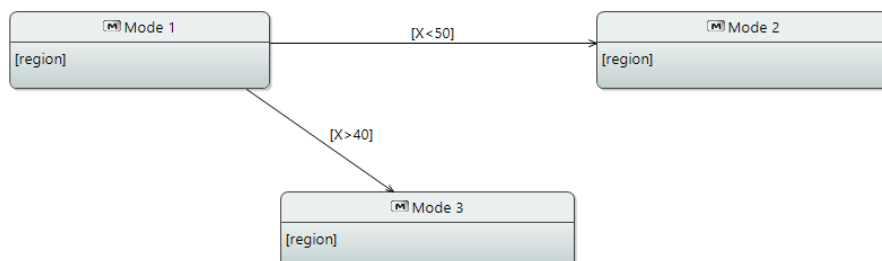 Mode 1
[region]
[X<50]
Mode 2
[region]
[X>40]
Mode 3
[region]